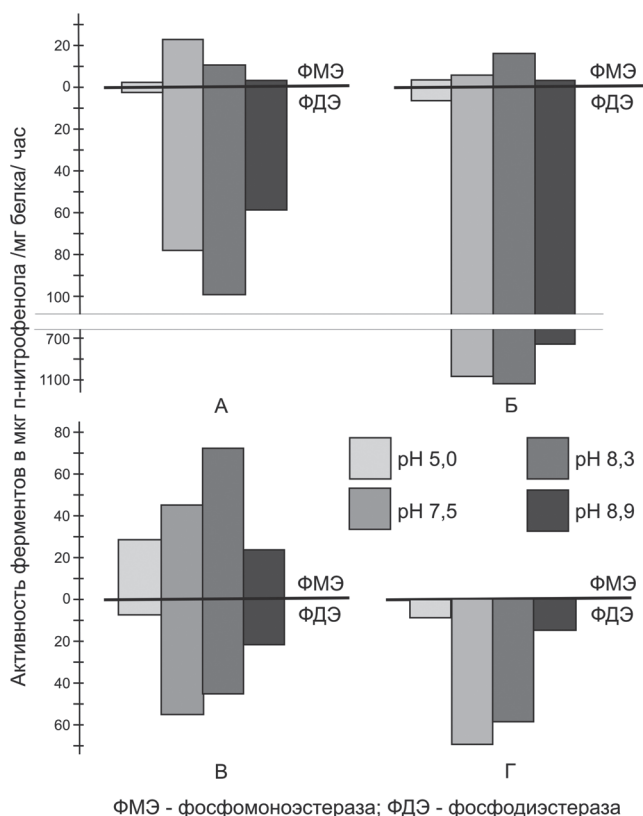 Активность ферментов в мкг п-нитрофенола /мг белка/ час
20
0
20
40
60
80
100
700
1100
ФМЭ
ФДЭ
А
ФМЭ
ФДЭ
Б
80
60
40
20
0
20
40
60
pH 5,0
pH 8,3
pH 7,5
pH 8,9
ФМЭ
ФДЭ
В
ФМЭ
ФДЭ
Г
ФМЭ - фосфомоноэстераза; ФДЭ - фосфодиэстераза